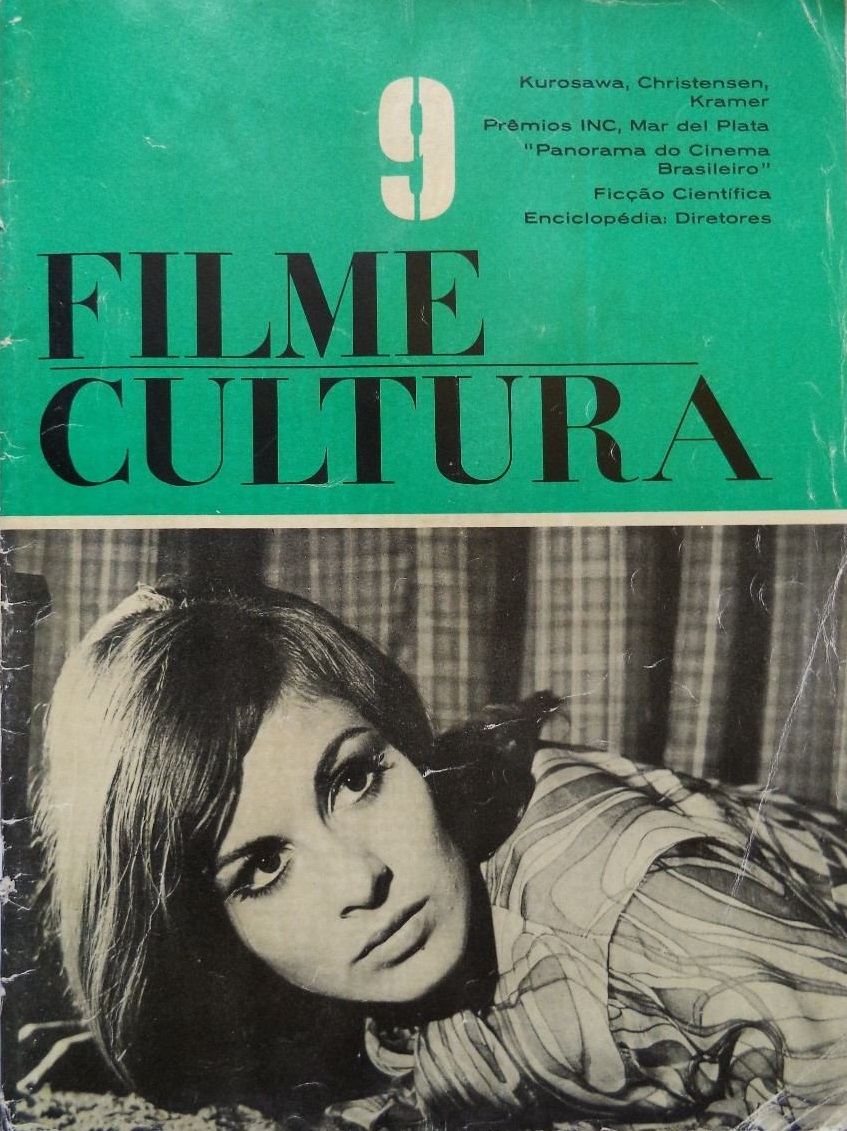 9
Kurosawa, Christensen,
Kramer
Prêmios INC, Mar del Plata
"Panorama do Cinema
Brasileiro"
Ficção Científica
Enciclopédia: Diretores
FILME
CULTURA